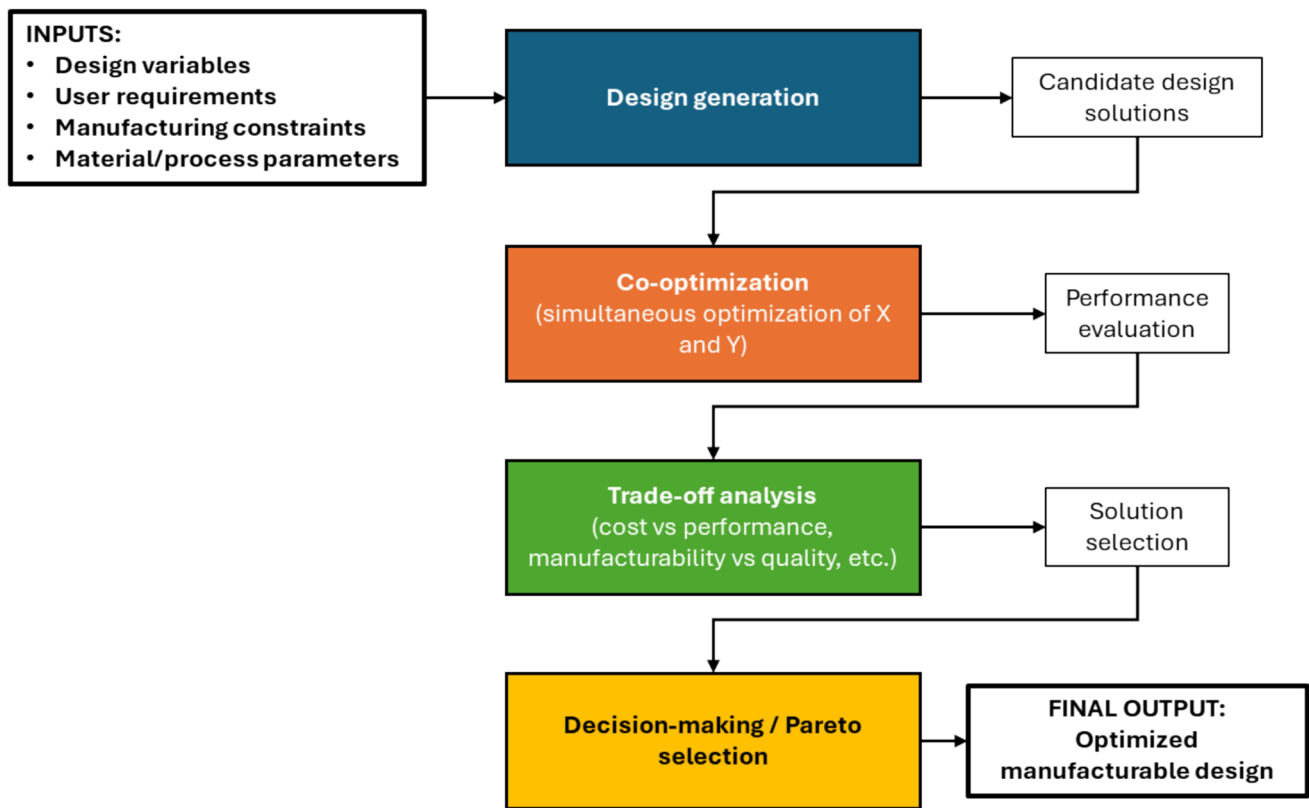 INPUTS:
• Design variables
• User requirements
• Manufacturing constraints
• Material/process parameters
Design generation
Candidate design
solutions
Co-optimization
(simultaneous optimization of X
and Y)
Performance
evaluation
Trade-off analysis
(cost vs performance,
manufacturability vs quality, etc.)
Solution
selection
Decision-making / Pareto
selection
FINAL OUTPUT:
Optimized
manufacturable design